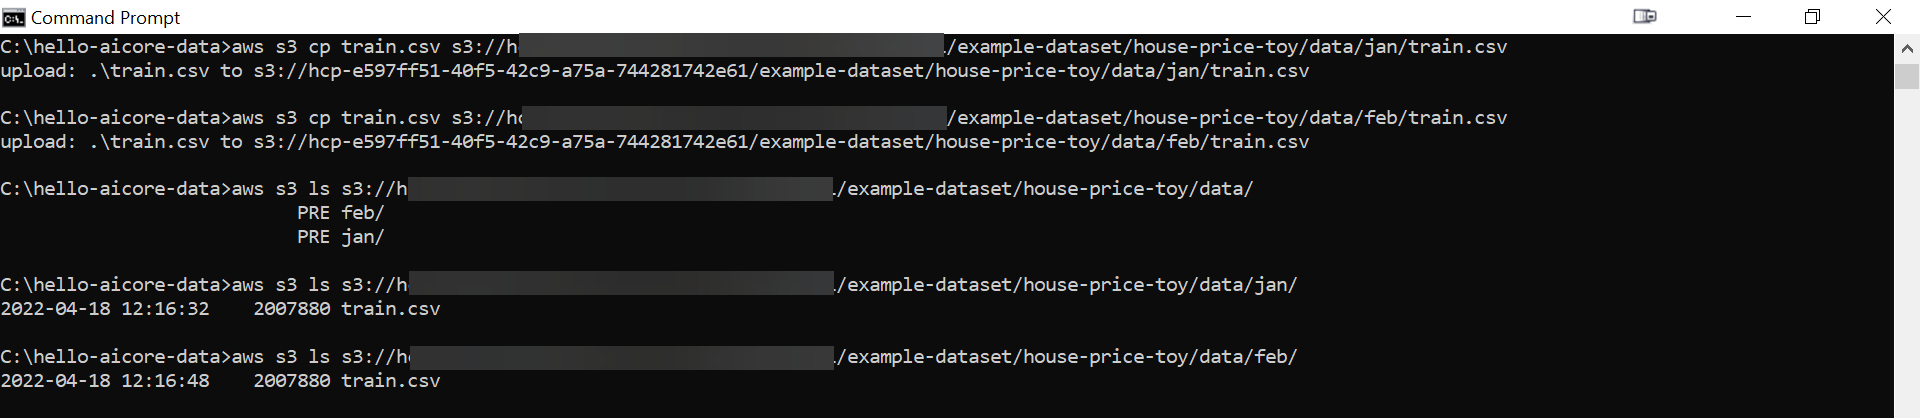 Command Prompt
C:\hello-aicore-data>aws s3 cp train.csv s3://h /example-dataset/house-price-toy/data/jan/train.csv
upload: .\train.csv to s3://hcp-e597ff51-40f5-42c9-a75a-744281742e61/example-dataset/house-price-toy/data/jan/train.csv
C:\hello-aicore-data>aws s3 cp train.csv s3://hc /example-dataset/house-price-toy/data/feb/train.csv
upload: .\train.csv to s3://hcp-e597ff51-40f5-42c9-a75a-744281742e61/example-dataset/house-price-toy/data/feb/train.csv
C:\hello-aicore-data>aws s3 ls s3://h /example-dataset/house-price-toy/data/
PRE feb/
PRE jan/
C:\hello-aicore-data>aws s3 ls s3://h /example-dataset/house-price-toy/data/jan/
2022-04-18 12:16:32 2007880 train.csv
C:\hello-aicore-data>aws s3 ls s3://h /example-dataset/house-price-toy/data/feb/
2022-04-18 12:16:48 2007880 train.csv